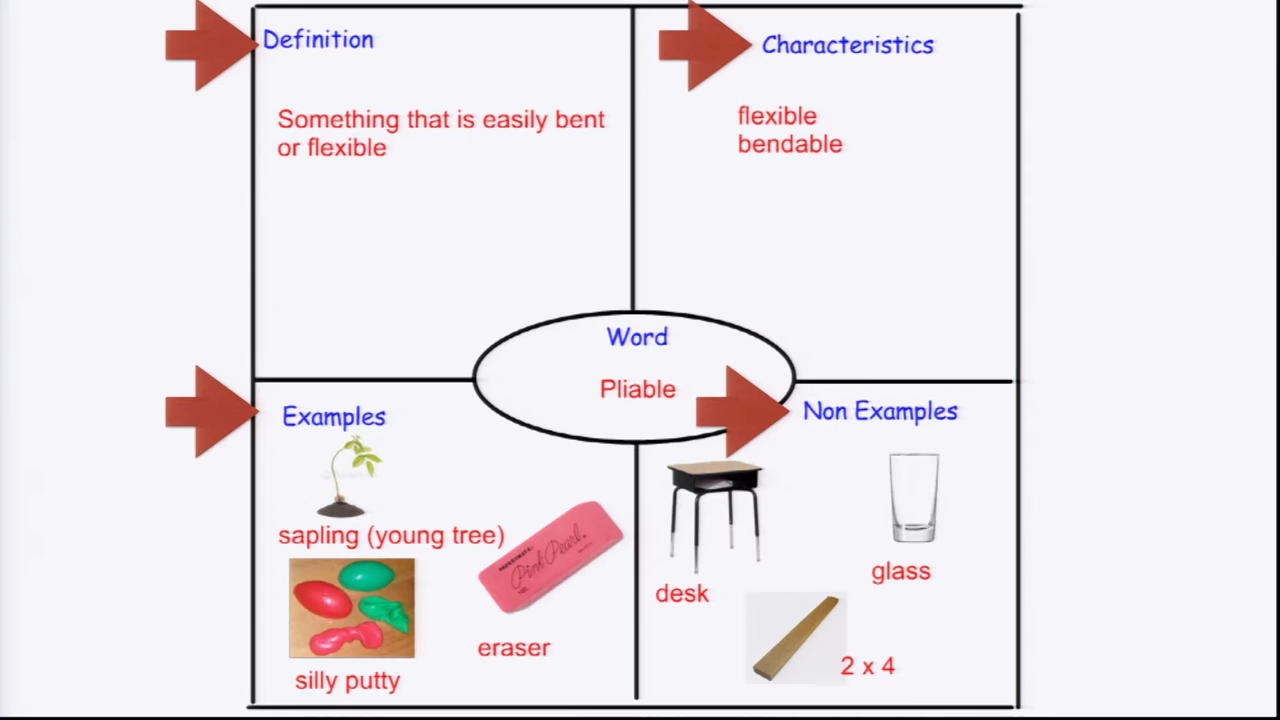 Definition
Something that is easily bent
or flexible
Characteristics
flexible
bendable
Word
Pliable
Examples
sapling (young tree)
Pink Pearl
eraser
silly putty
Non Examples
desk
glass
2 x 4